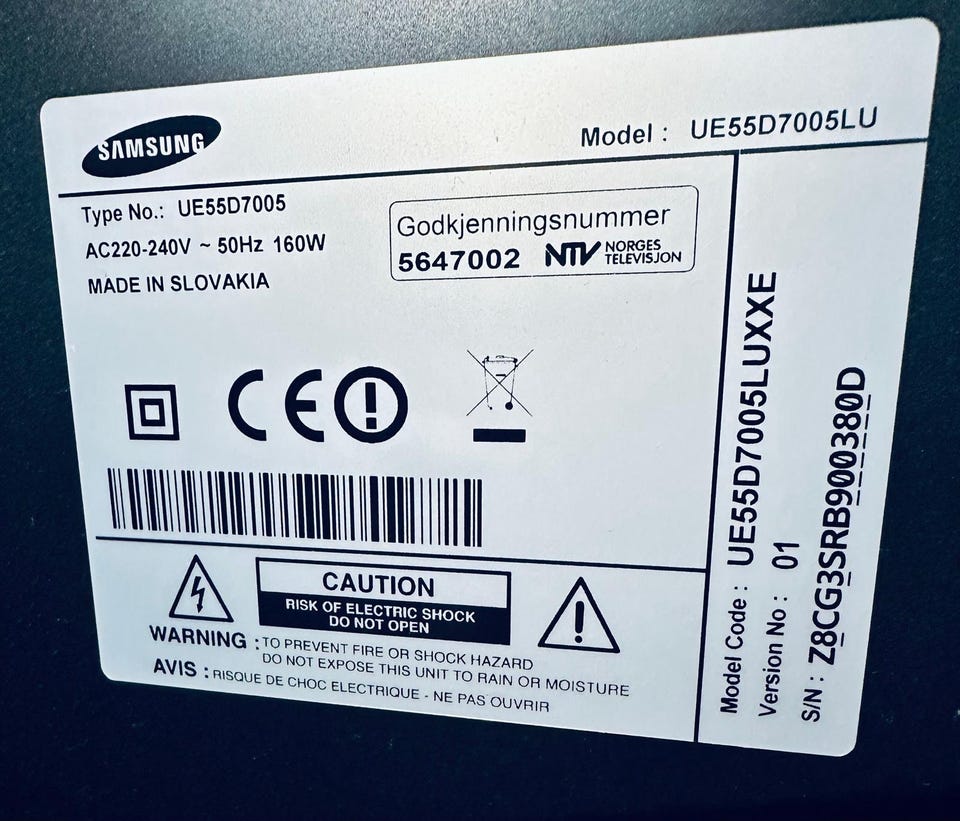 SAMSUNG
Model : UE55D7005LU
Type No.: UE55D7005
AC220-240V ~ 50Hz 160W
MADE IN SLOVAKIA
Godkjenningsnummer
5647002 NTV NORGES TELEVISJON
CE
CAUTION
RISK OF ELECTRIC SHOCK
DO NOT OPEN
WARNING : TO PREVENT FIRE OR SHOCK HAZARD
DO NOT EXPOSE THIS UNIT TO RAIN OR MOISTURE
AVIS : RISQUE DE CHOC ELECTRIQUE - NE PAS OUVRIR
Model Code : UE55D7005LUXXE
Version No : 01
S/N : Z8CG3SRB900380D